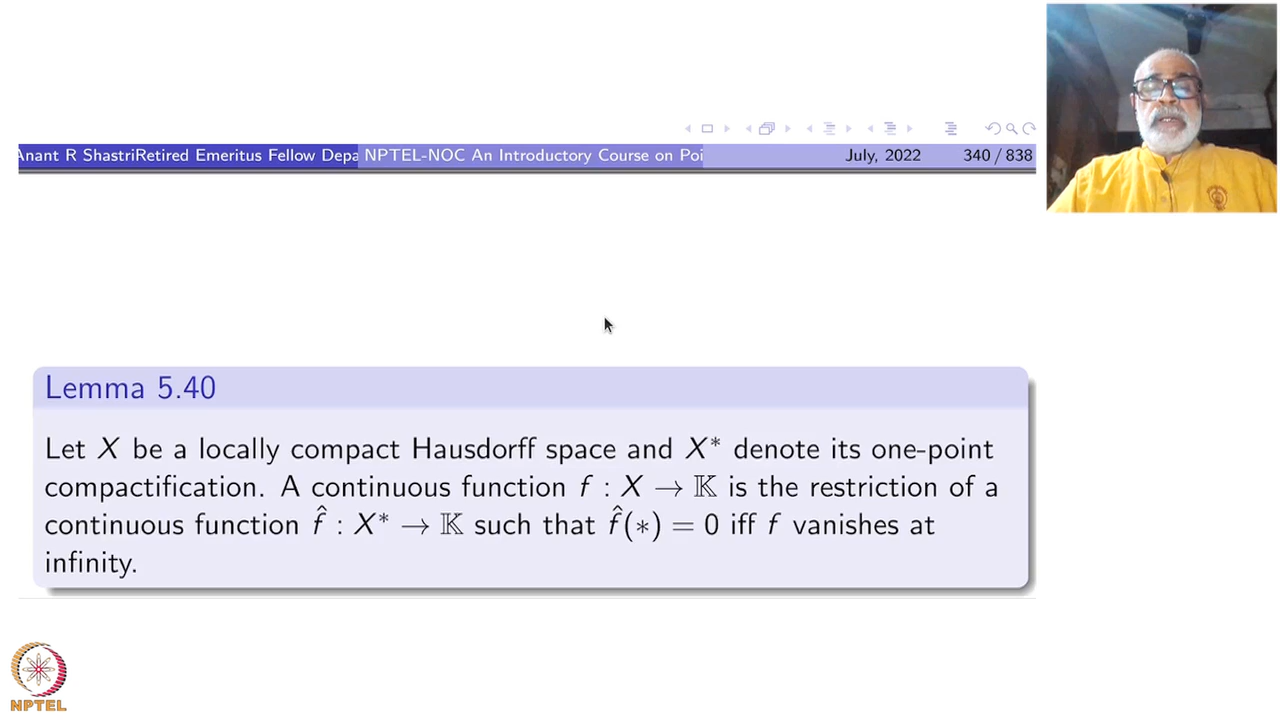 Anant R ShastriRetired Emeritus Fellow Depa NPTEL-NOC An Introductory Course on Poi July, 2022 340 / 838
Lemma 5.40
Let X be a locally compact Hausdorff space and X* denote its one-point
compactification. A continuous function f : X → 𝕂 is the restriction of a
continuous function f̂ : X* → 𝕂 such that f̂(*) = 0 iff f vanishes at
infinity.
NPTEL